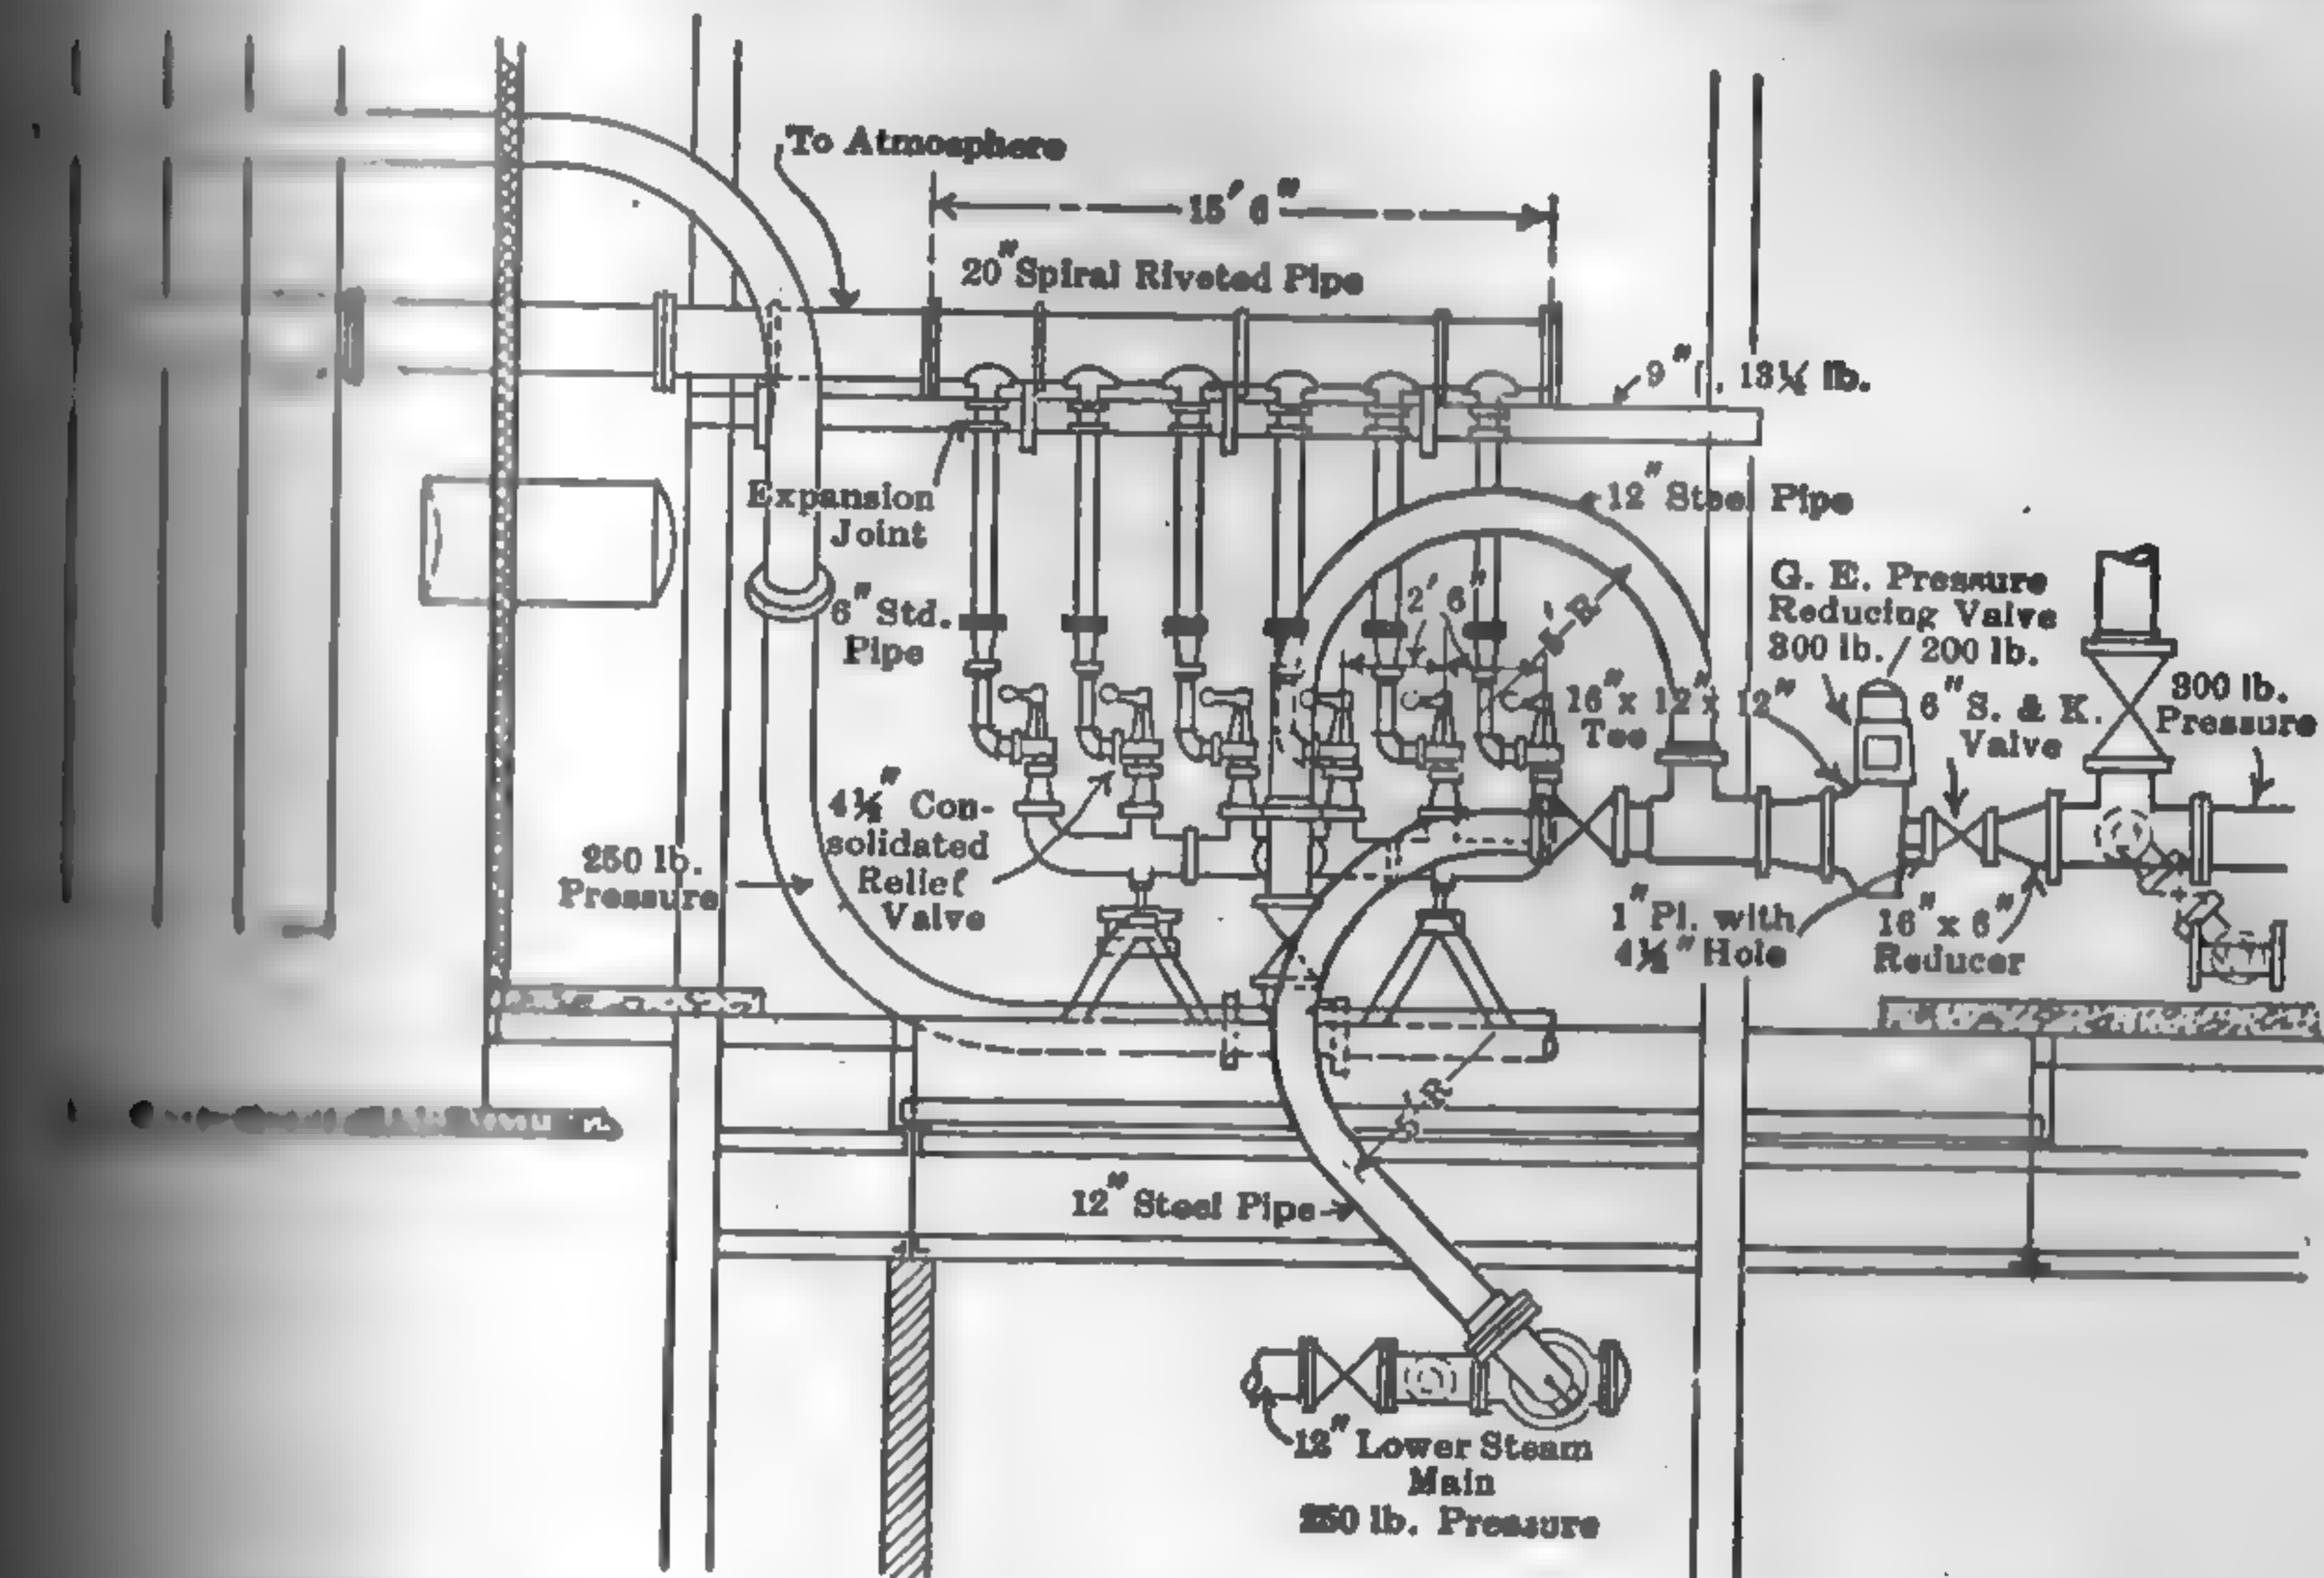 To Atmosphere
15' 6"
20" Spiral Riveted Pipe
9" [, 13¼ lb.
Expansion
Joint
12" Steel Pipe
6" Std.
Pipe
2' 6"
R
G. E. Pressure
Reducing Valve
300 lb. / 200 lb.
16" x 12" x 12"
Tee
6" S. & K.
Valve
300 lb.
Pressure
4½" Con-
solidated
Relief
Valve
250 lb.
Pressure
1" Pl. with
4½" Hole
16" x 6"
Reducer
5' R
12" Steel Pipe
12" Lower Steam
Main
250 lb. Pressure